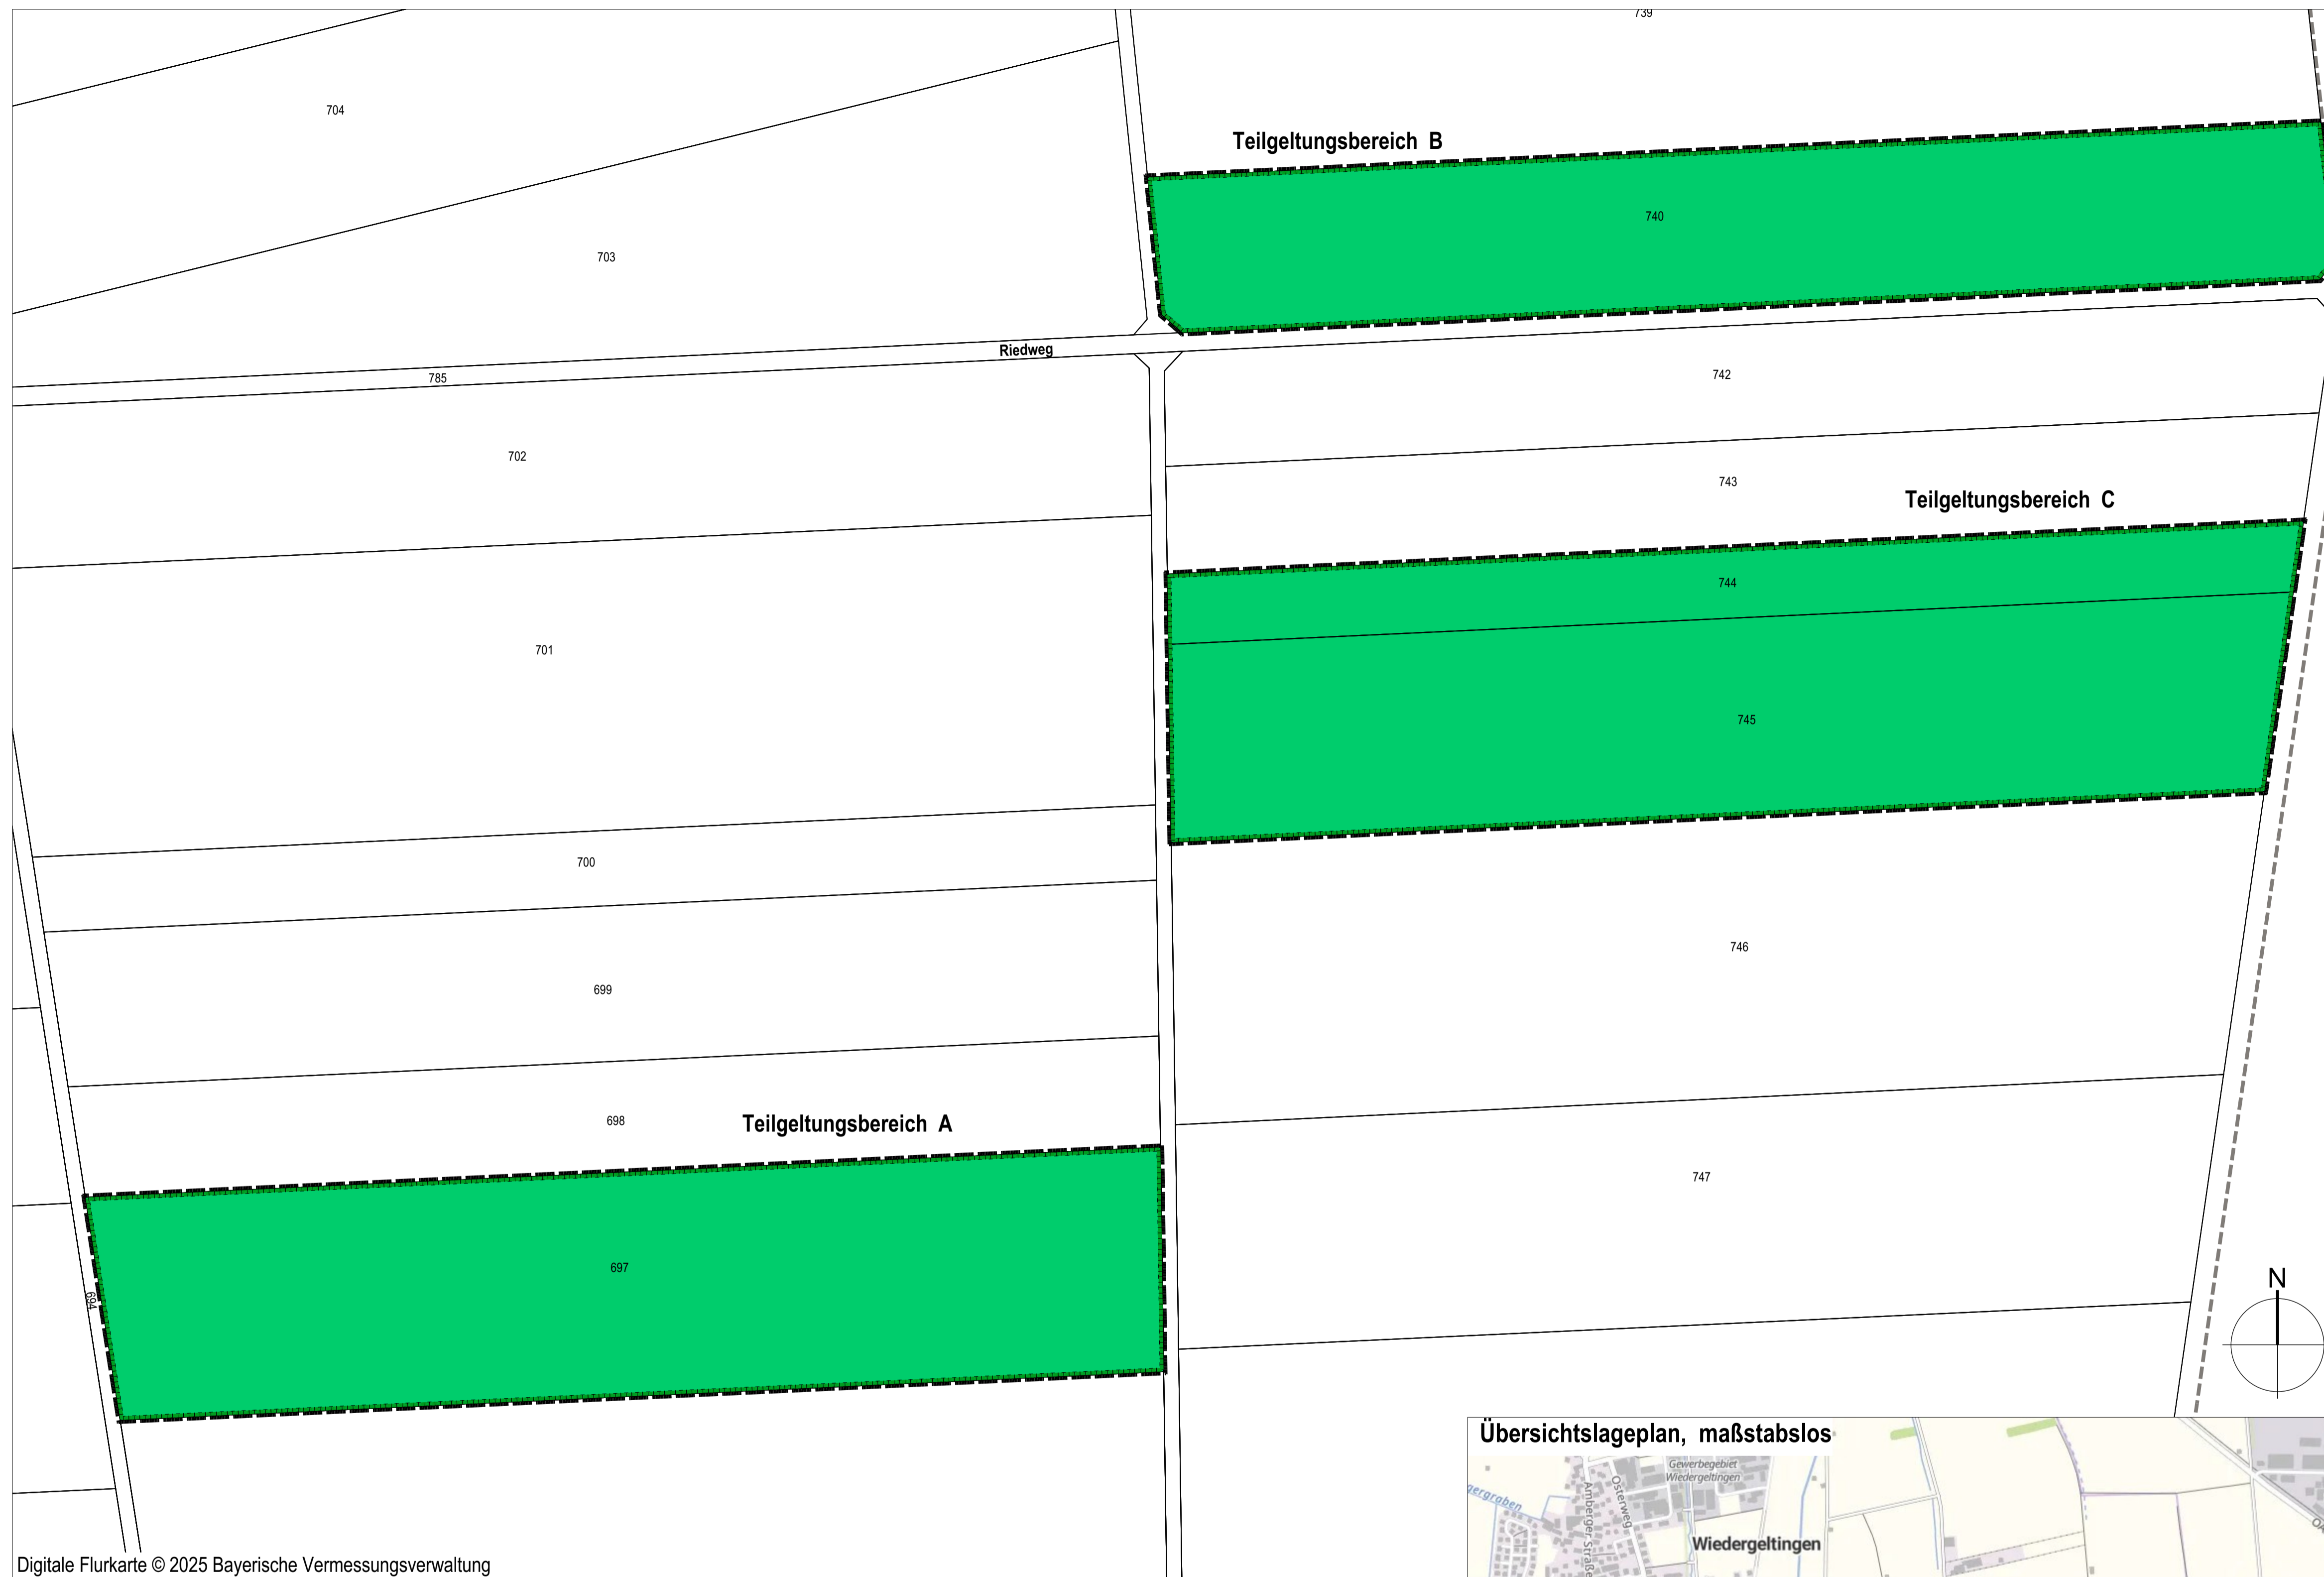 739
704
Teilgeltungsbereich B
740
703
Riedweg
785
742
702
743
Teilgeltungsbereich C
744
701
745
700
746
699
698
Teilgeltungsbereich A
747
697
694
N
Übersichtslageplan, maßstabslos
Gewerbegebiet
Wiedergeltingen
gergraben
Osterweg
Amberger Straße
Wiedergeltingen
Digitale Flurkarte © 2025 Bayerische Vermessungsverwaltung